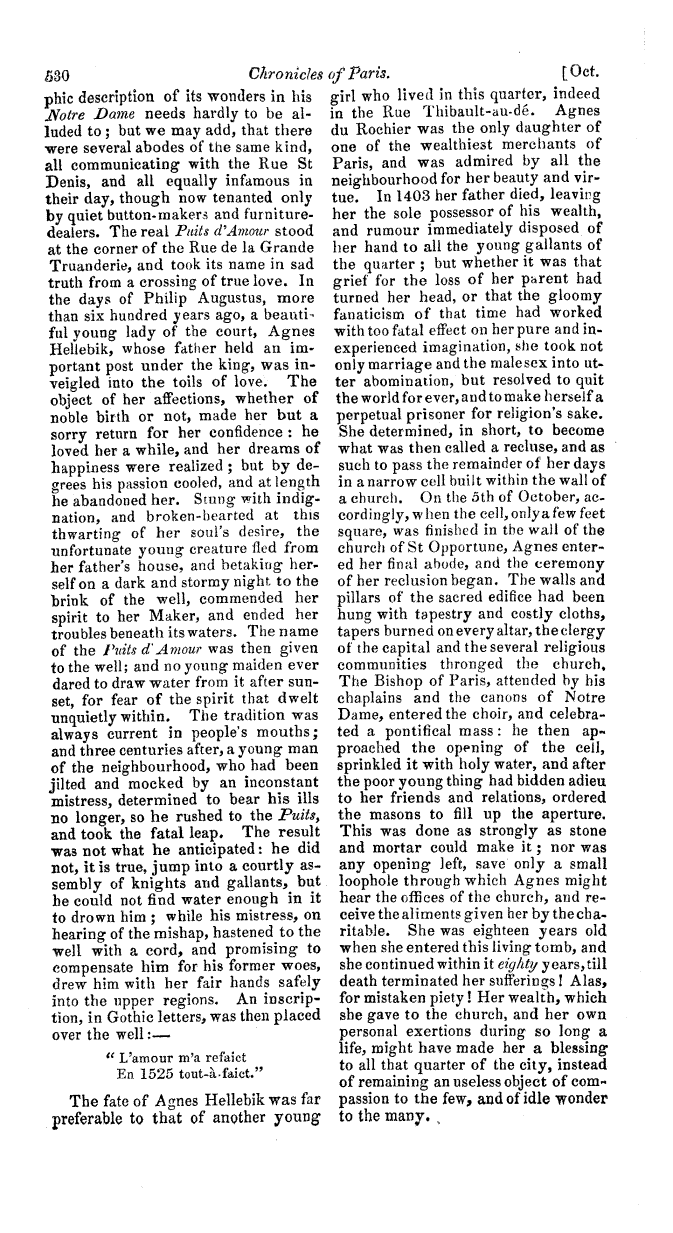 530 Chronicles of Paris. [Oct.
phic description of its wonders in his
Notre Dame needs hardly to be al-
luded to; but we may add, that there
were several abodes of the same kind,
all communicating with the Rue St
Denis, and all equally infamous in
their day, though now tenanted only
by quiet button-makers and furniture-
dealers. The real Puits d'Amour stood
at the corner of the Rue de la Grande
Truanderie, and took its name in sad
truth from a crossing of true love. In
the days of Philip Augustus, more
than six hundred years ago, a beauti-
ful young lady of the court, Agnes
Hellebik, whose father held an im-
portant post under the king, was in-
veigled into the toils of love. The
object of her affections, whether of
noble birth or not, made her but a
sorry return for her confidence: he
loved her a while, and her dreams of
happiness were realized; but by de-
grees his passion cooled, and at length
he abandoned her. Stung with indig-
nation, and broken-hearted at this
thwarting of her soul's desire, the
unfortunate young creature fled from
her father's house, and betaking her-
self on a dark and stormy night to the
brink of the well, commended her
spirit to her Maker, and ended her
troubles beneath its waters. The name
of the Puits d'Amour was then given
to the well; and no young maiden ever
dared to draw water from it after sun-
set, for fear of the spirit that dwelt
unquietly within. The tradition was
always current in people's mouths;
and three centuries after, a young man
of the neighbourhood, who had been
jilted and mocked by an inconstant
mistress, determined to bear his ills
no longer, so he rushed to the Puits,
and took the fatal leap. The result
was not what he anticipated: he did
not, it is true, jump into a courtly as-
sembly of knights and gallants, but
he could not find water enough in it
to drown him; while his mistress, on
hearing of the mishap, hastened to the
well with a cord, and promising to
compensate him for his former woes,
drew him with her fair hands safely
into the upper regions. An inscrip-
tion, in Gothic letters, was then placed
over the well:—
"L'amour m'a refaict
En 1525 tout-à-faict."
The fate of Agnes Hellebik was far
preferable to that of another young
girl who lived in this quarter, indeed
in the Rue Thibault-au-dé. Agnes
du Rochier was the only daughter of
one of the wealthiest merchants of
Paris, and was admired by all the
neighbourhood for her beauty and vir-
tue. In 1403 her father died, leaving
her the sole possessor of his wealth,
and rumour immediately disposed of
her hand to all the young gallants of
the quarter; but whether it was that
grief for the loss of her parent had
turned her head, or that the gloomy
fanaticism of that time had worked
with too fatal effect on her pure and in-
experienced imagination, she took not
only marriage and the male sex into ut-
ter abomination, but resolved to quit
the world for ever, and to make herself a
perpetual prisoner for religion's sake.
She determined, in short, to become
what was then called a recluse, and as
such to pass the remainder of her days
in a narrow cell built within the wall of
a church. On the 5th of October, ac-
cordingly, when the cell, only a few feet
square, was finished in the wall of the
church of St Opportune, Agnes enter-
ed her final abode, and the ceremony
of her reclusion began. The walls and
pillars of the sacred edifice had been
hung with tapestry and costly cloths,
tapers burned on every altar, the clergy
of the capital and the several religious
communities thronged the church.
The Bishop of Paris, attended by his
chaplains and the canons of Notre
Dame, entered the choir, and celebra-
ted a pontifical mass: he then ap-
proached the opening of the cell,
sprinkled it with holy water, and after
the poor young thing had bidden adieu
to her friends and relations, ordered
the masons to fill up the aperture.
This was done as strongly as stone
and mortar could make it; nor was
any opening left, save only a small
loophole through which Agnes might
hear the offices of the church, and re-
ceive the aliments given her by the cha-
ritable. She was eighteen years old
when she entered this living tomb, and
she continued within it eighty years, till
death terminated her sufferings! Alas,
for mistaken piety! Her wealth, which
she gave to the church, and her own
personal exertions during so long a
life, might have made her a blessing
to all that quarter of the city, instead
of remaining an useless object of com-
passion to the few, and of idle wonder
to the many.